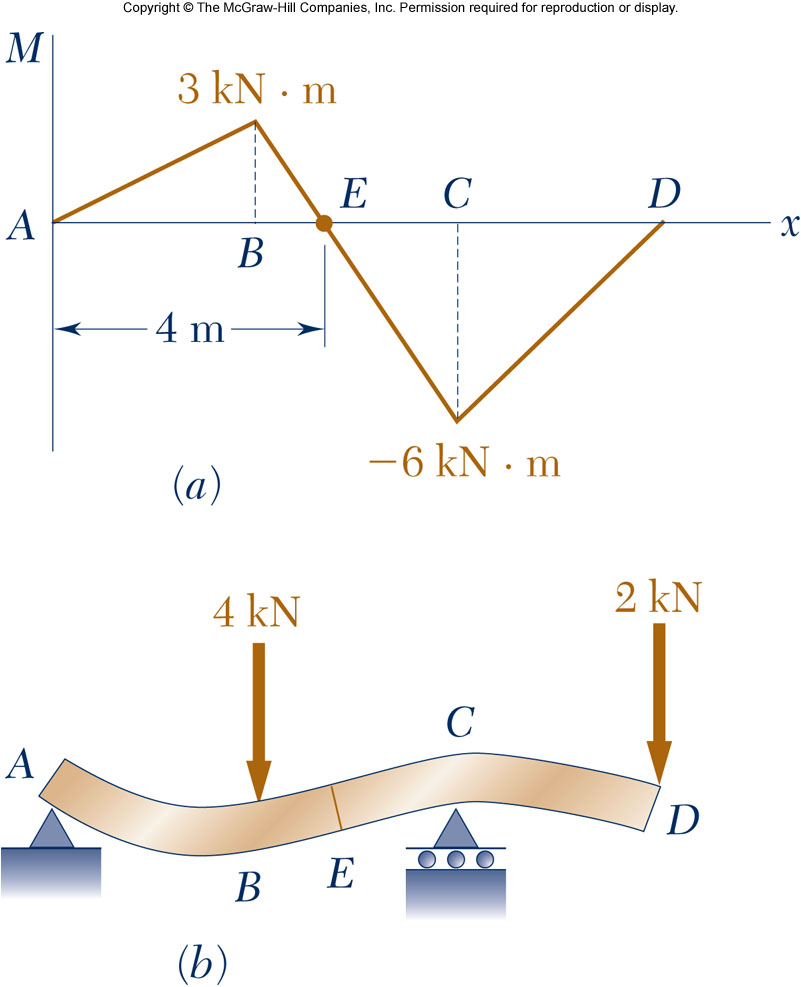 Copyright © The McGraw-Hill Companies, Inc. Permission required for reproduction or display.
M
3 kN · m
A
B
E
C
D
x
4 m
−6 kN · m
(a)
4 kN
2 kN
A
C
D
B
E
(b)